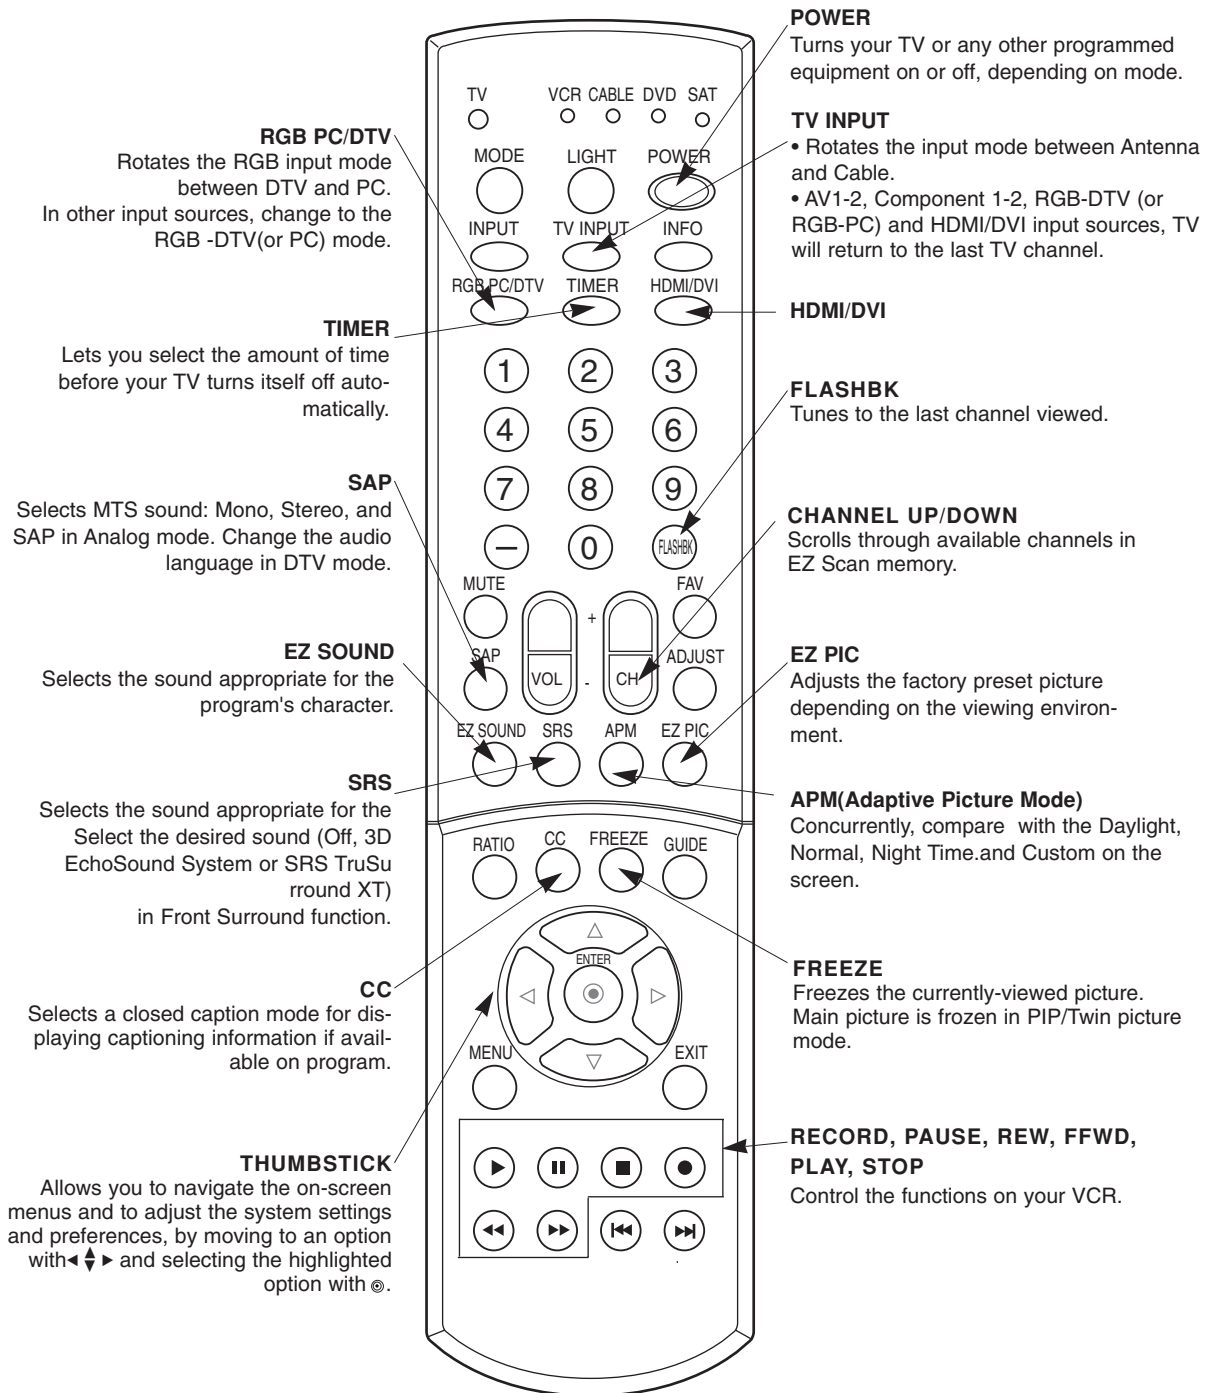 POWER
Turns your TV or any other programmed
equipment on or off, depending on mode.
TV INPUT
• Rotates the input mode between Antenna
and Cable.
• AV1-2, Component 1-2, RGB-DTV (or
RGB-PC) and HDMI/DVI input sources, TV
will return to the last TV channel.
HDMI/DVI
FLASHBK
Tunes to the last channel viewed.
CHANNEL UP/DOWN
Scrolls through available channels in
EZ Scan memory.
EZ PIC
Adjusts the factory preset picture
depending on the viewing environ-
ment.
APM(Adaptive Picture Mode)
Concurrently, compare with the Daylight,
Normal, Night Time.and Custom on the
screen.
FREEZE
Freezes the currently-viewed picture.
Main picture is frozen in PIP/Twin picture
mode.
RECORD, PAUSE, REW, FFWD,
PLAY, STOP
Control the functions on your VCR.
RGB PC/DTV
Rotates the RGB input mode
between DTV and PC.
In other input sources, change to the
RGB -DTV(or PC) mode.
TIMER
Lets you select the amount of time
before your TV turns itself off auto-
matically.
SAP
Selects MTS sound: Mono, Stereo, and
SAP in Analog mode. Change the audio
language in DTV mode.
EZ SOUND
Selects the sound appropriate for the
program's character.
SRS
Selects the sound appropriate for the
Select the desired sound (Off, 3D
EchoSound System or SRS TruSu
rround XT)
in Front Surround function.
CC
Selects a closed caption mode for dis-
playing captioning information if avail-
able on program.
THUMBSTICK
Allows you to navigate the on-screen
menus and to adjust the system settings
and preferences, by moving to an option
with◄▲▼► and selecting the highlighted
option with ◎.
TV VCR CABLE DVD SAT
MODE LIGHT POWER
INPUT TV INPUT INFO
RGB PC/DTV TIMER HDMI/DVI
1 2 3
4 5 6
7 8 9
— 0 FLASHBK
MUTE + FAV
SAP VOL - CH ADJUST
EZ SOUND SRS APM EZ PIC
RATIO CC FREEZE GUIDE
ENTER
MENU EXIT